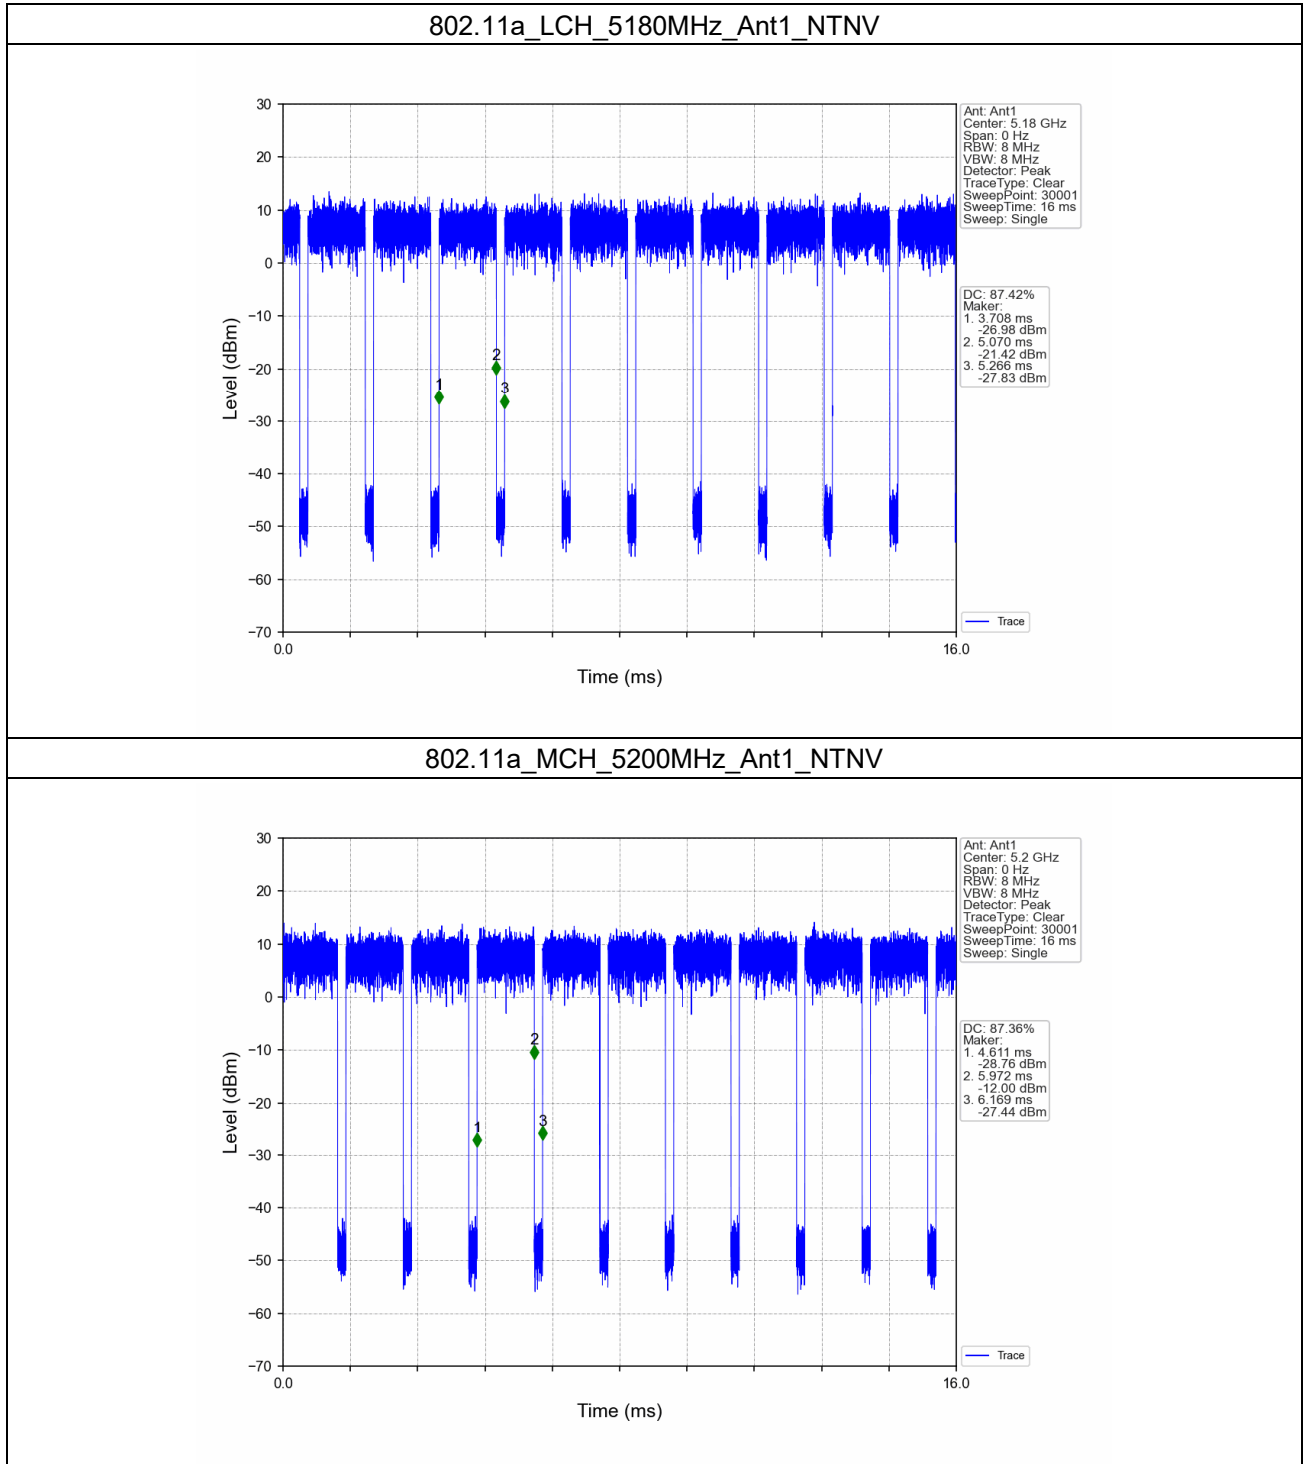 802.11a_LCH_5180MHz_Ant1_NTNV
30
20
10
0
−10
−20
−30
−40
−50
−60
−70
Level (dBm)
1
2
3
0.0
16.0
Time (ms)
Ant: Ant1
Center: 5.18 GHz
Span: 0 Hz
RBW: 8 MHz
VBW: 8 MHz
Detector: Peak
TraceType: Clear
SweepPoint: 30001
SweepTime: 16 ms
Sweep: Single
DC: 87.42%
Maker:
1. 3.708 ms
-26.98 dBm
2. 5.070 ms
-21.42 dBm
3. 5.266 ms
-27.83 dBm
Trace
802.11a_MCH_5200MHz_Ant1_NTNV
30
20
10
0
−10
−20
−30
−40
−50
−60
−70
Level (dBm)
1
2
3
0.0
16.0
Time (ms)
Ant: Ant1
Center: 5.2 GHz
Span: 0 Hz
RBW: 8 MHz
VBW: 8 MHz
Detector: Peak
TraceType: Clear
SweepPoint: 30001
SweepTime: 16 ms
Sweep: Single
DC: 87.36%
Maker:
1. 4.611 ms
-28.76 dBm
2. 5.972 ms
-12.00 dBm
3. 6.169 ms
-27.44 dBm
Trace